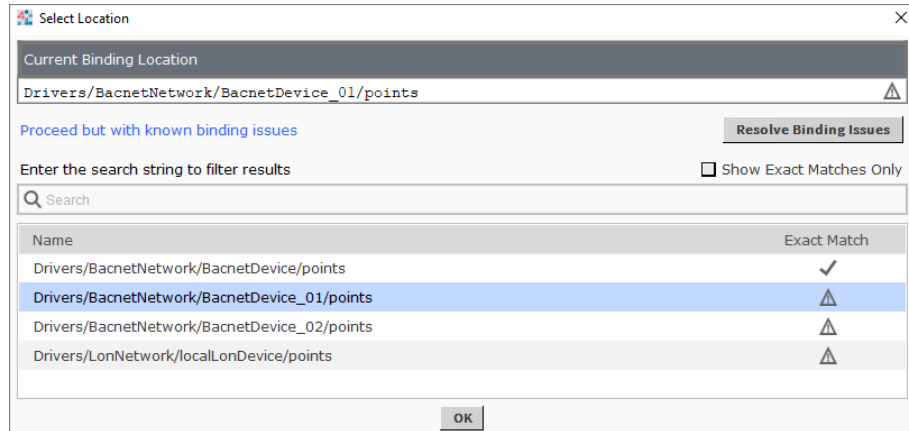 Select Location
Current Binding Location
Drivers/BacnetNetwork/BacnetDevice_01/points
Proceed but with known binding issues
Resolve Binding Issues
Enter the search string to filter results
Show Exact Matches Only
Search
Name Exact Match
Drivers/BacnetNetwork/BacnetDevice/points
Drivers/BacnetNetwork/BacnetDevice_01/points
Drivers/BacnetNetwork/BacnetDevice_02/points
Drivers/LonNetwork/localLonDevice/points
OK